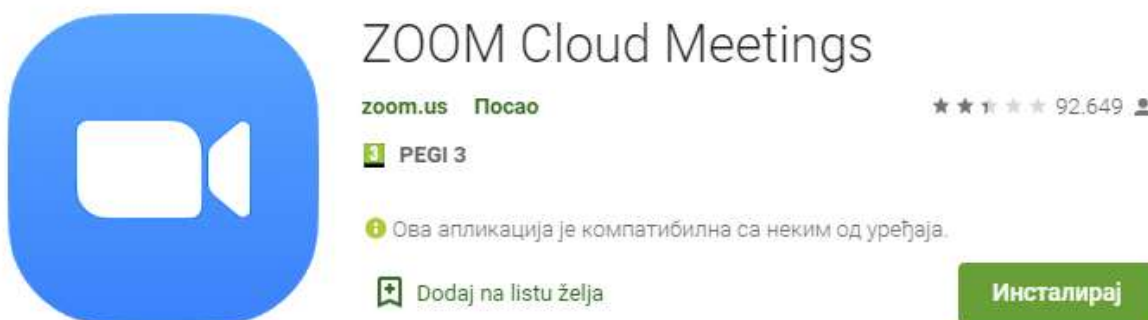 ZOOM Cloud Meetings
zoom.us Посао 92.649
3 PEGI 3
Ова апликација је компатибилна са неким од уређаја.
Dodaj na listu želja
Инсталирај